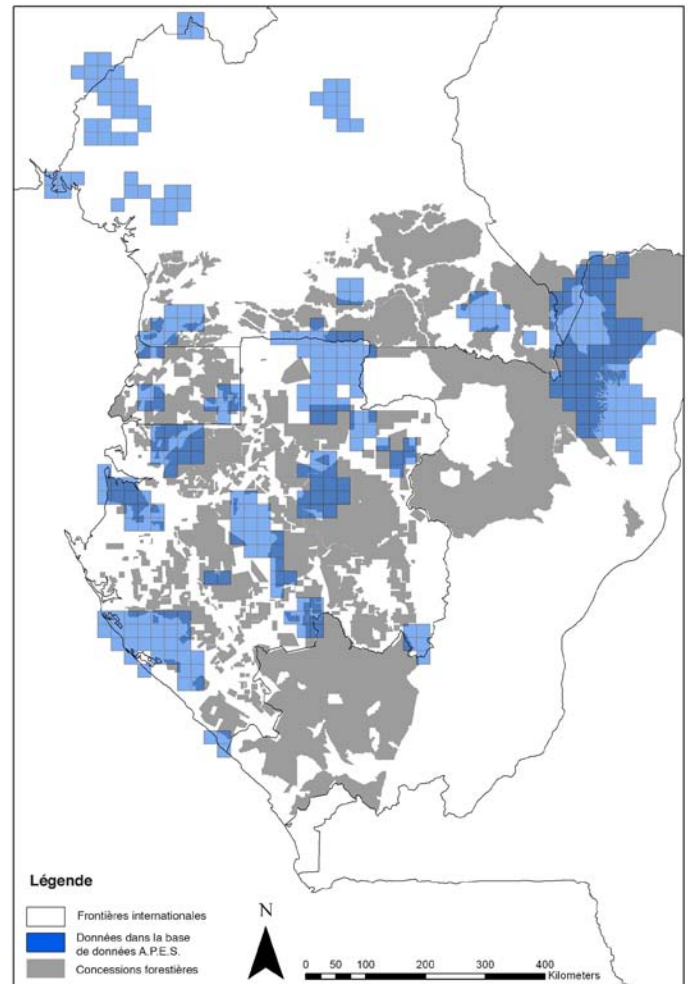 Légende
Frontières internationales
Données dans la base
de données A.P.E.S.
Concessions forestières
N
0 50 100 200 300 400
Kilometers